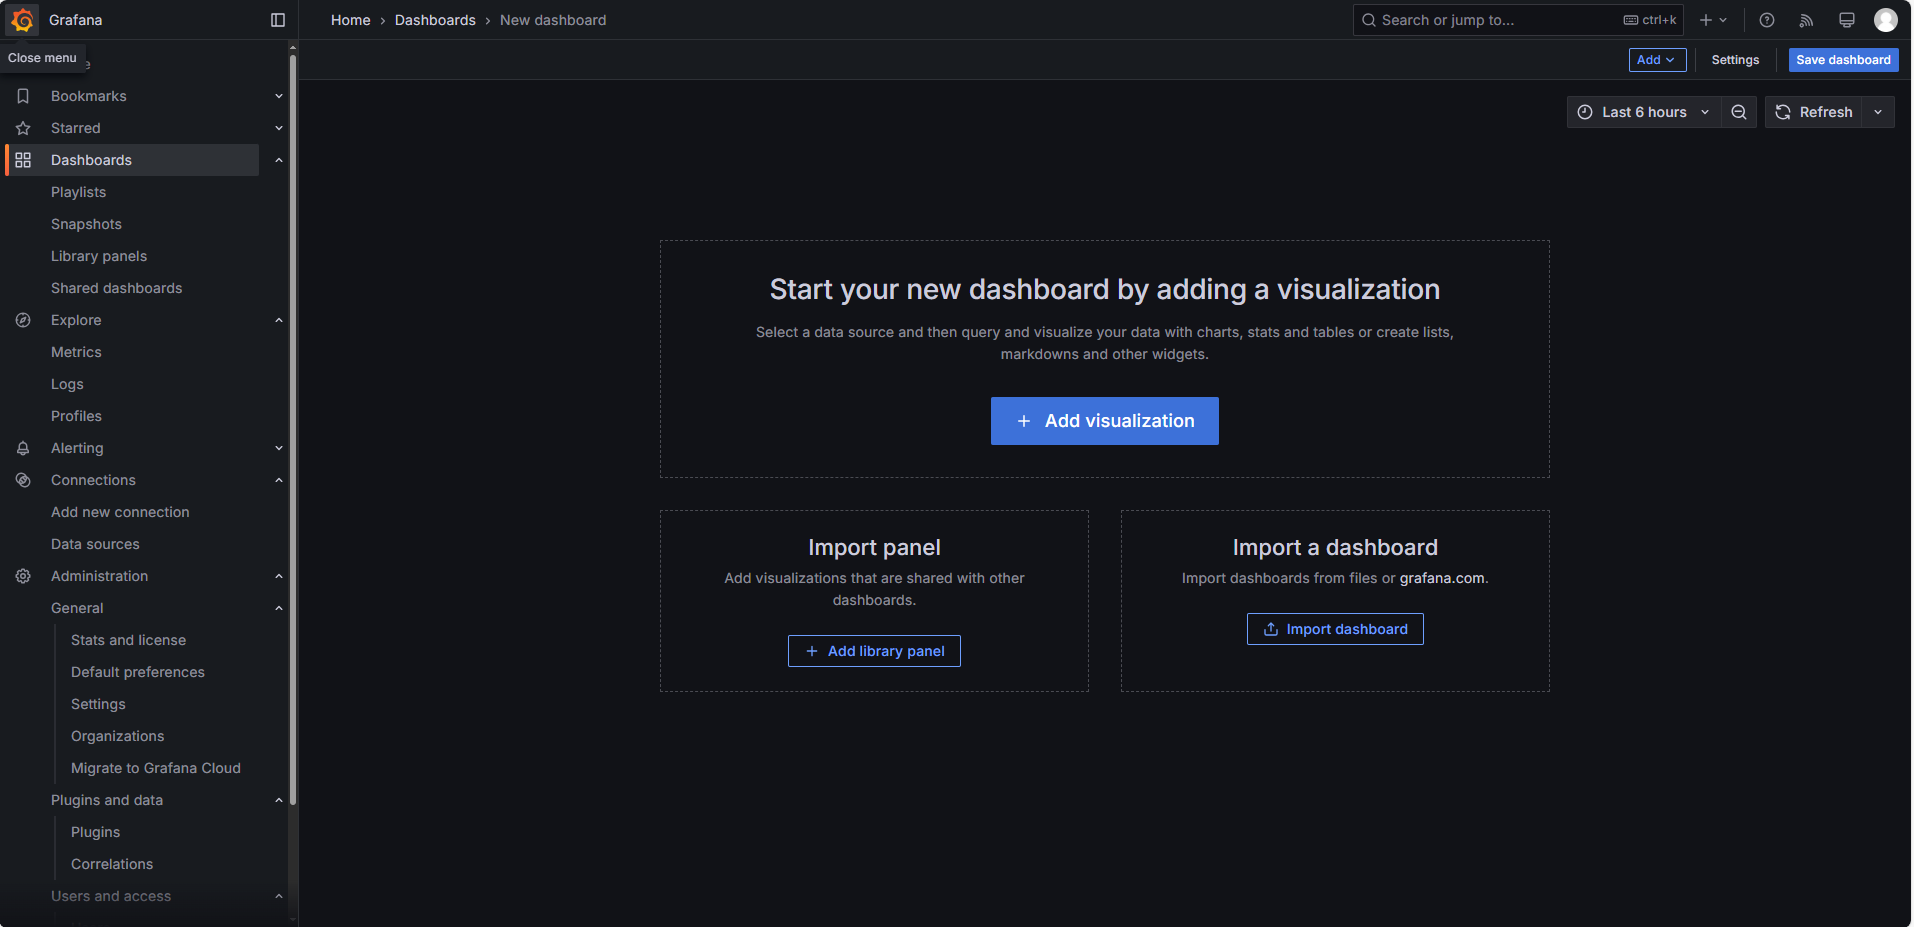 Grafana
Home
Dashboards
New dashboard
Search or jump to...
ctrl+k
Close menu
Add
Settings
Save dashboard
Last 6 hours
Refresh
Bookmarks
Starred
Dashboards
Playlists
Snapshots
Library panels
Shared dashboards
Explore
Metrics
Logs
Profiles
Alerting
Connections
Add new connection
Data sources
Administration
General
Stats and license
Default preferences
Settings
Organizations
Migrate to Grafana Cloud
Plugins and data
Plugins
Correlations
Users and access
Start your new dashboard by adding a visualization
Select a data source and then query and visualize your data with charts, stats and tables or create lists,
markdowns and other widgets.
Add visualization
Import panel
Add visualizations that are shared with other
dashboards.
Add library panel
Import a dashboard
Import dashboards from files or grafana.com.
Import dashboard